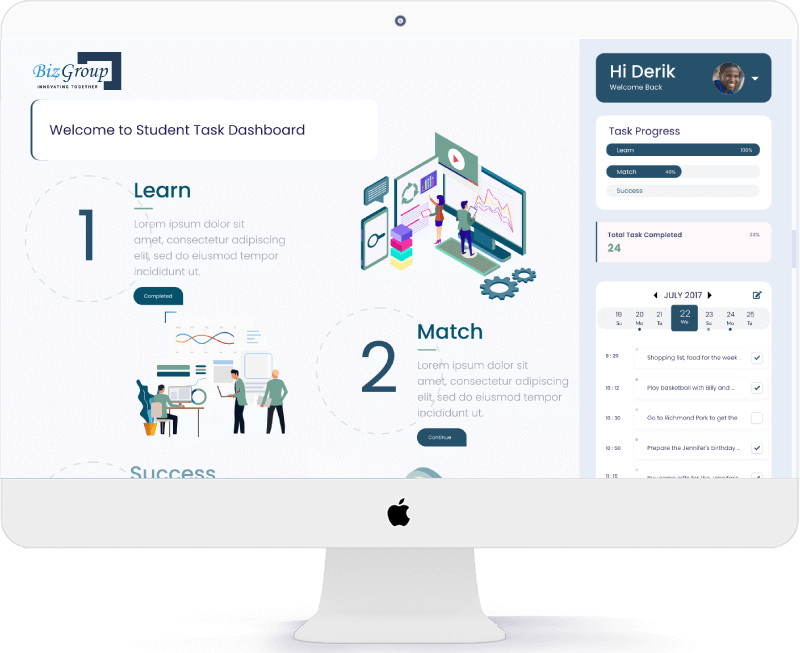 BizGroup
INNOVATING TOGETHER
Welcome to Student Task Dashboard
1
Learn
Lorem ipsum dolor sit
amet, consectetur adipiscing
elit, sed do eiusmod tempor
incididunt ut.
Completed
2
Match
Lorem ipsum dolor sit
amet, consectetur adipiscing
elit, sed do eiusmod tempor
incididunt ut.
Continue
Success
Hi Derik
Welcome Back
Task Progress
Learn 100%
Match 40%
Success
Total Task Completed 23%
24
JULY 2017
19 20 21 22 23 24 25
Su Mo Tu We Su Mo Tu
9 : 20 Shopping list, food for the week ..
10 : 12 Play basketball with Billy and ...
10 : 30 Go to Richmond Park to get the
10 : 50 Prepare the Jennifer's birthday ...
11 : 15